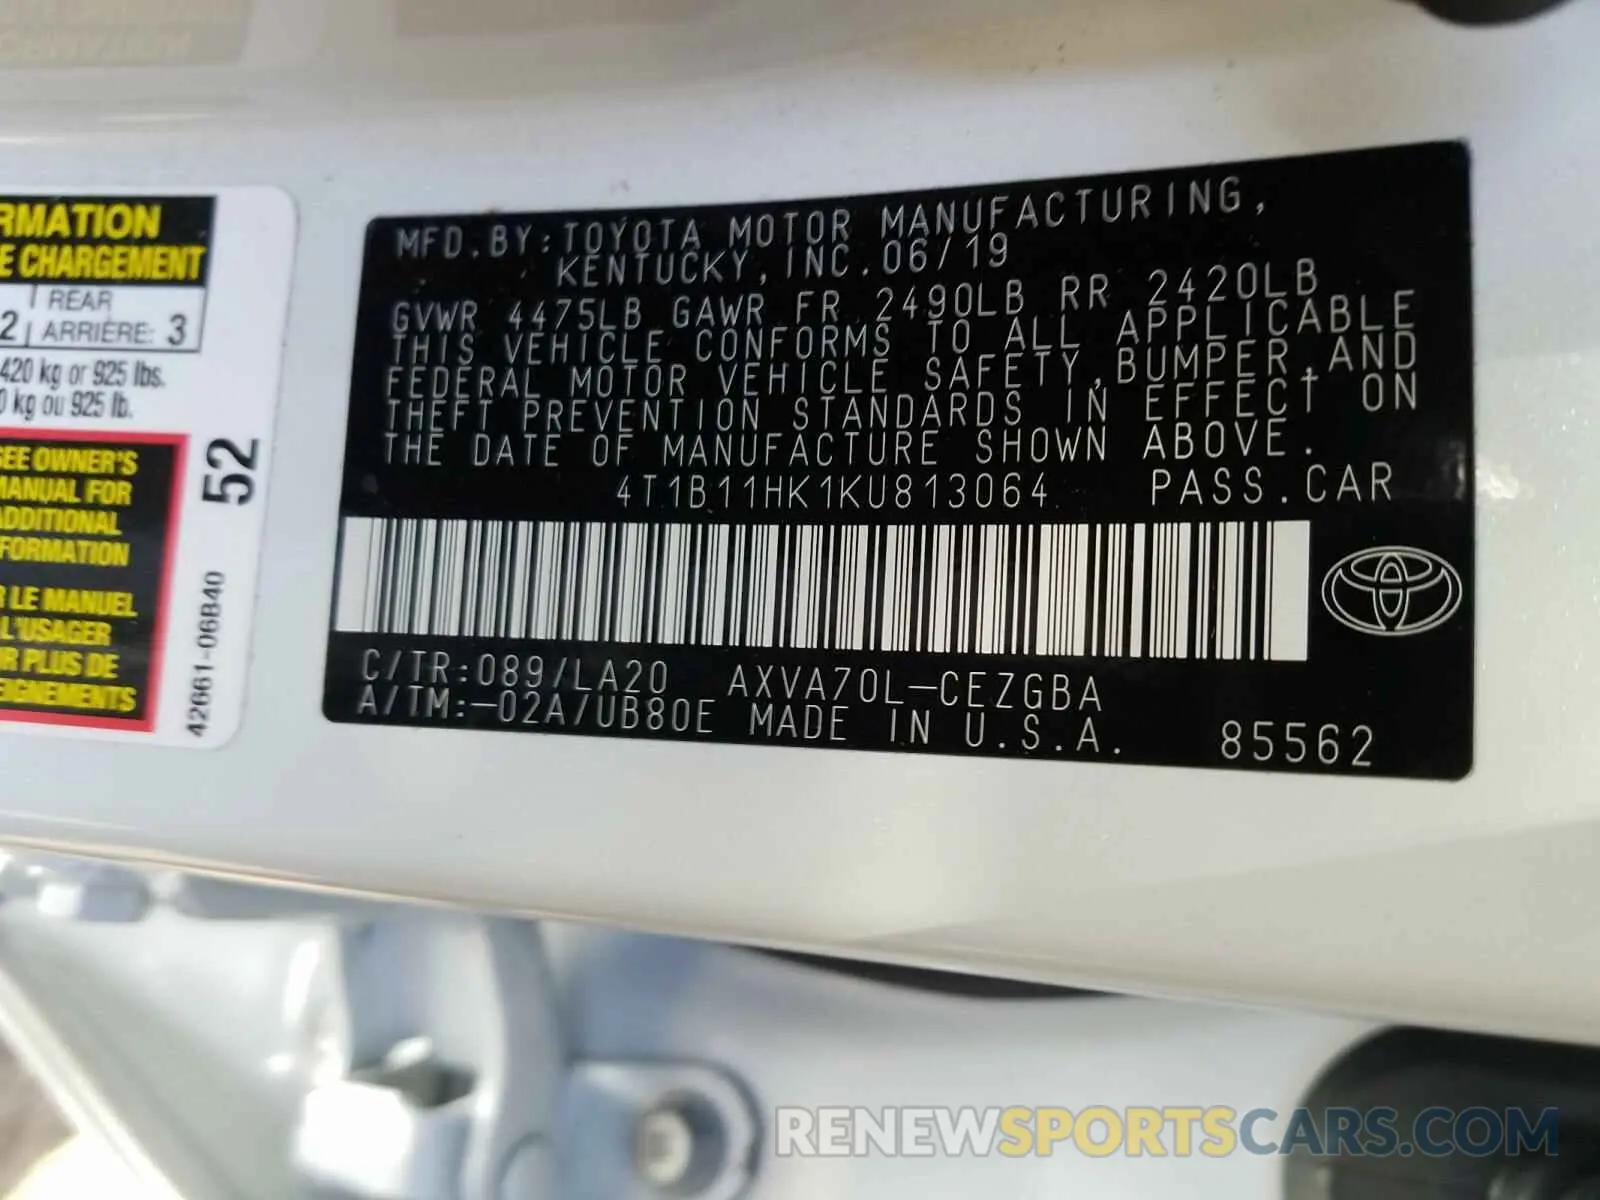 RMATION
E CHARGEMENT
REAR
2 ARRIÈRE: 3
420 kg or 925 lbs.
0 kg ou 925 lb.
SEE OWNER'S
MANUAL FOR
ADDITIONAL
FORMATION
R LE MANUEL
L'USAGER
R PLUS DE
EIGNEMENTS
52
42661-06B40
MFD.BY:TOYOTA MOTOR MANUFACTURING,
KENTUCKY,INC.06/19
GVWR 4475LB GAWR FR 2490LB RR 2420LB
THIS VEHICLE CONFORMS TO ALL APPLICABLE
FEDERAL MOTOR VEHICLE SAFETY,BUMPER,AND
THEFT PREVENTION STANDARDS IN EFFECT ON
THE DATE OF MANUFACTURE SHOWN ABOVE.
4T1B11HK1KU813064 PASS.CAR
C/TR:089/LA20 AXVA70L-CEZGBA
A/TM:-02A/UB80E MADE IN U.S.A. 85562
RENEWSPORTSCARS.COM